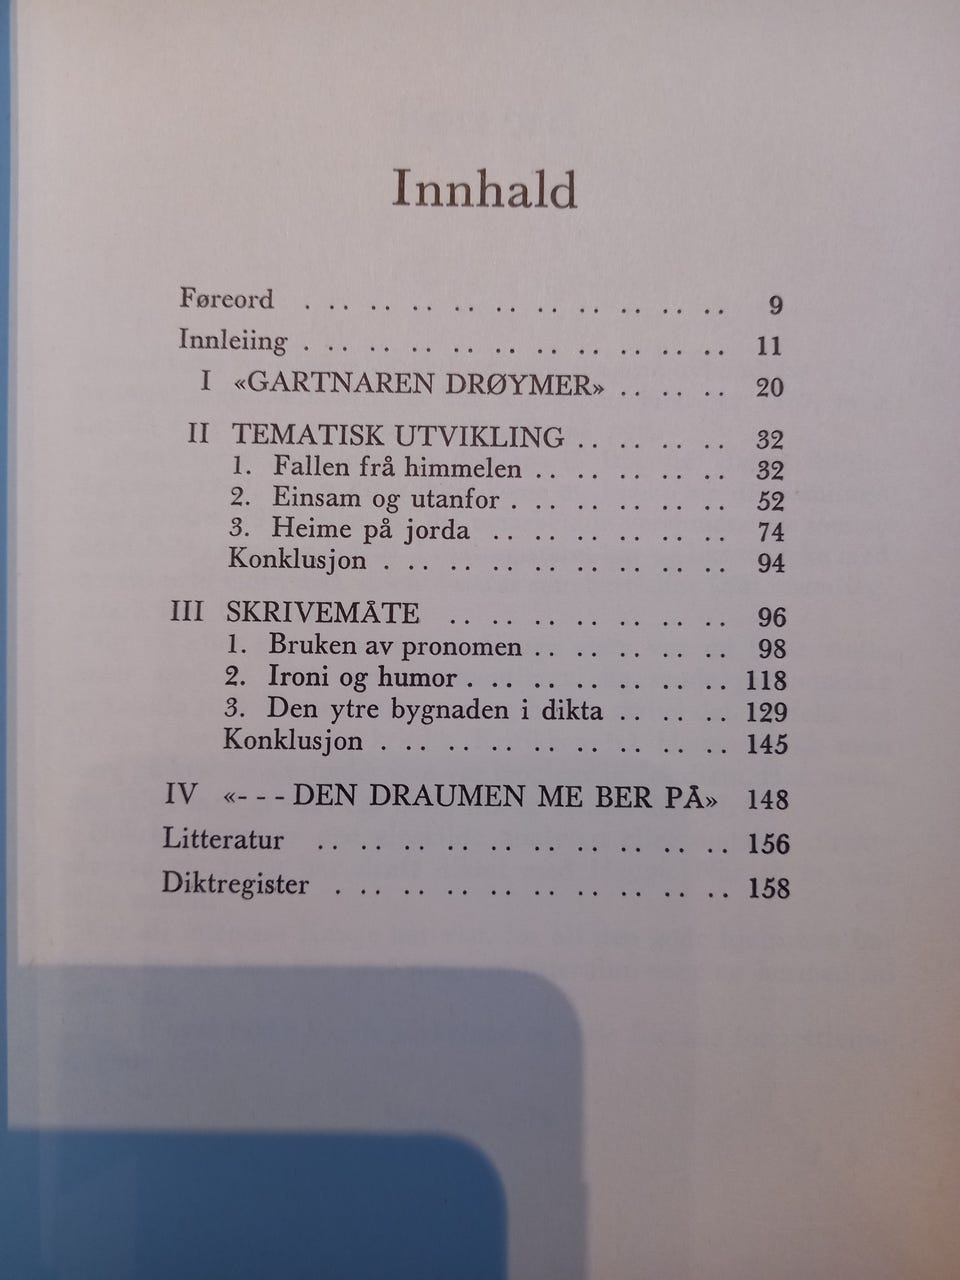 Innhald
Føreord . .. .. .. .. .. .. .. .. .. .. 9
Innleiing . .. .. .. .. .. .. .. .. .. .. 11
I «GARTNAREN DRØYMER» .. .. .. 20
II TEMATISK UTVIKLING .. .. .. .. 32
1. Fallen frå himmelen .. .. .. .. .. 32
2. Einsam og utanfor . .. .. .. .. .. 52
3. Heime på jorda .. .. .. .. .. .. 74
Konklusjon . .. .. .. .. .. .. .. .. 94
III SKRIVEMÅTE .. .. .. .. .. .. .. 96
1. Bruken av pronomen .. .. .. .. .. 98
2. Ironi og humor . .. .. .. .. .. .. 118
3. Den ytre bygnaden i dikta .. .. .. 129
Konklusjon . .. .. .. .. .. .. .. .. 145
IV «- - - DEN DRAUMEN ME BER PÅ» 148
Litteratur .. .. .. .. .. .. .. .. .. .. 156
Diktregister . .. .. .. .. .. .. .. .. .. 158